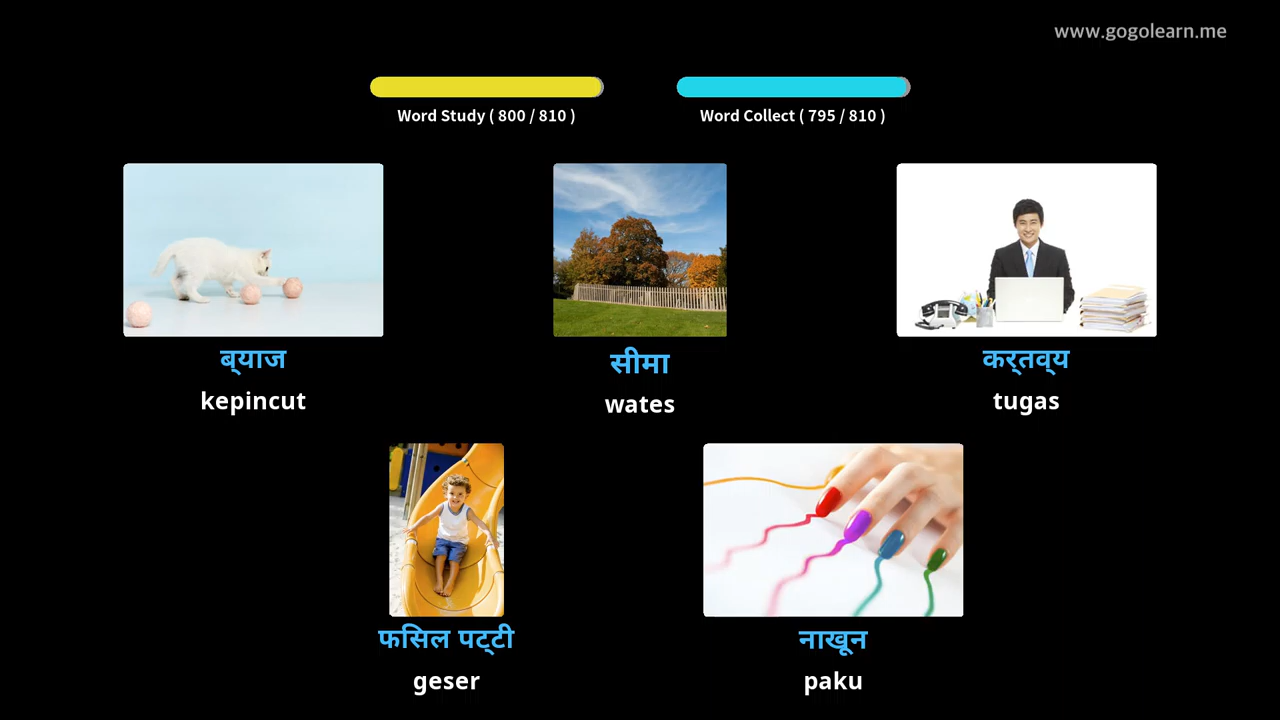 www.gogolearn.me
Word Study ( 800 / 810 )
Word Collect ( 795 / 810 )
ब्याज
सीमा
कर्तव्य
kepincut
wates
tugas
फसिल पट्टी
नाखून
geser
paku